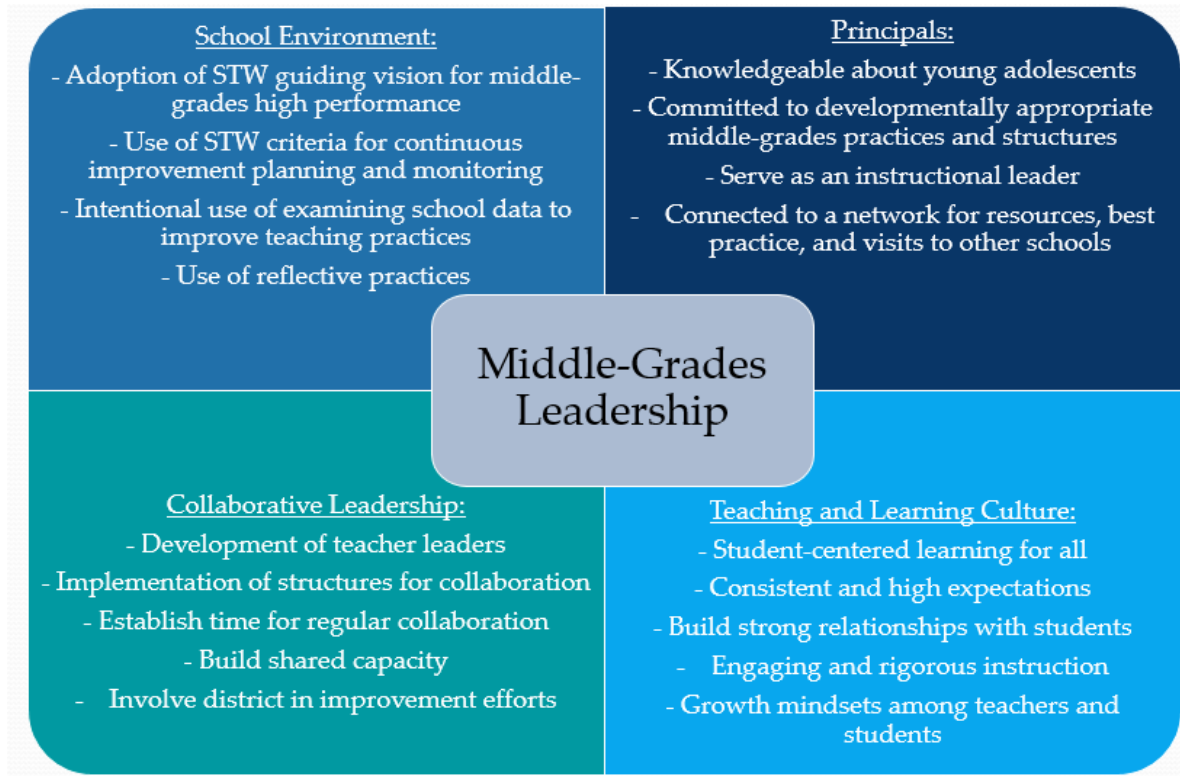 School Environment:
- Adoption of STW guiding vision for middle-
grades high performance
- Use of STW criteria for continuous
improvement planning and monitoring
- Intentional use of examining school data to
improve teaching practices
- Use of reflective practices
Principals:
- Knowledgeable about young adolescents
- Committed to developmentally appropriate
middle-grades practices and structures
- Serve as an instructional leader
- Connected to a network for resources, best
practice, and visits to other schools
Middle-Grades
Leadership
Collaborative Leadership:
- Development of teacher leaders
- Implementation of structures for collaboration
- Establish time for regular collaboration
- Build shared capacity
- Involve district in improvement efforts
Teaching and Learning Culture:
- Student-centered learning for all
- Consistent and high expectations
- Build strong relationships with students
- Engaging and rigorous instruction
- Growth mindsets among teachers and
students